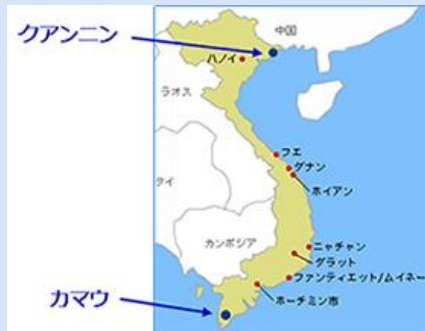 クアンニン
中国
ハノイ
ラオス
フエ
ダナン
ホイアン
タイ
カンボジア
ニャチャン
ダラット
ファンティエット/ムイネー
カマウ
ホーチミン市